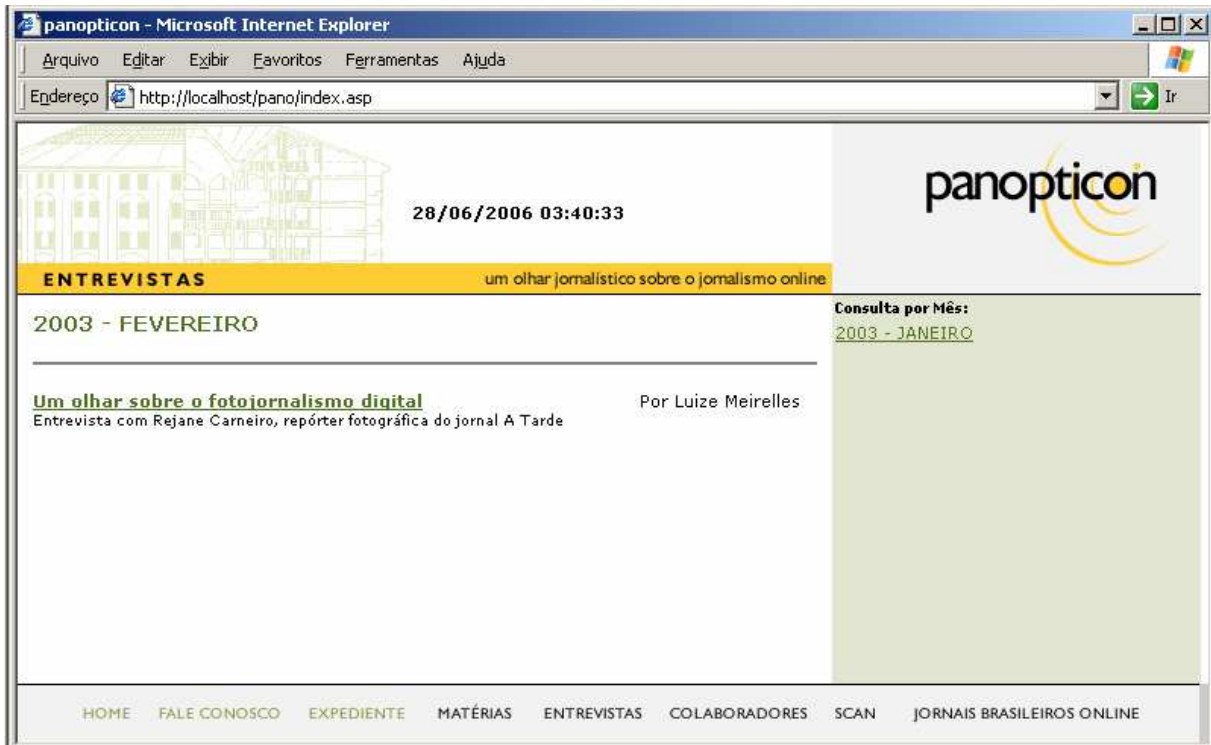 panopticon - Microsoft Internet Explorer
Arquivo Editar Exibir Favoritos Ferramentas Ajuda
Endereço http://localhost/pano/index.asp Ir
28/06/2006 03:40:33
panopticon
ENTREVISTAS um olhar jornalístico sobre o jornalismo online
2003 - FEVEREIRO
Consulta por Mês:
2003 - JANEIRO
Um olhar sobre o fotojornalismo digital Por Luize Meirelles
Entrevista com Rejane Carneiro, repórter fotográfica do jornal A Tarde
HOME FALE CONOSCO EXPEDIENTE MATÉRIAS ENTREVISTAS COLABORADORES SCAN JORNAIS BRASILEIROS ONLINE